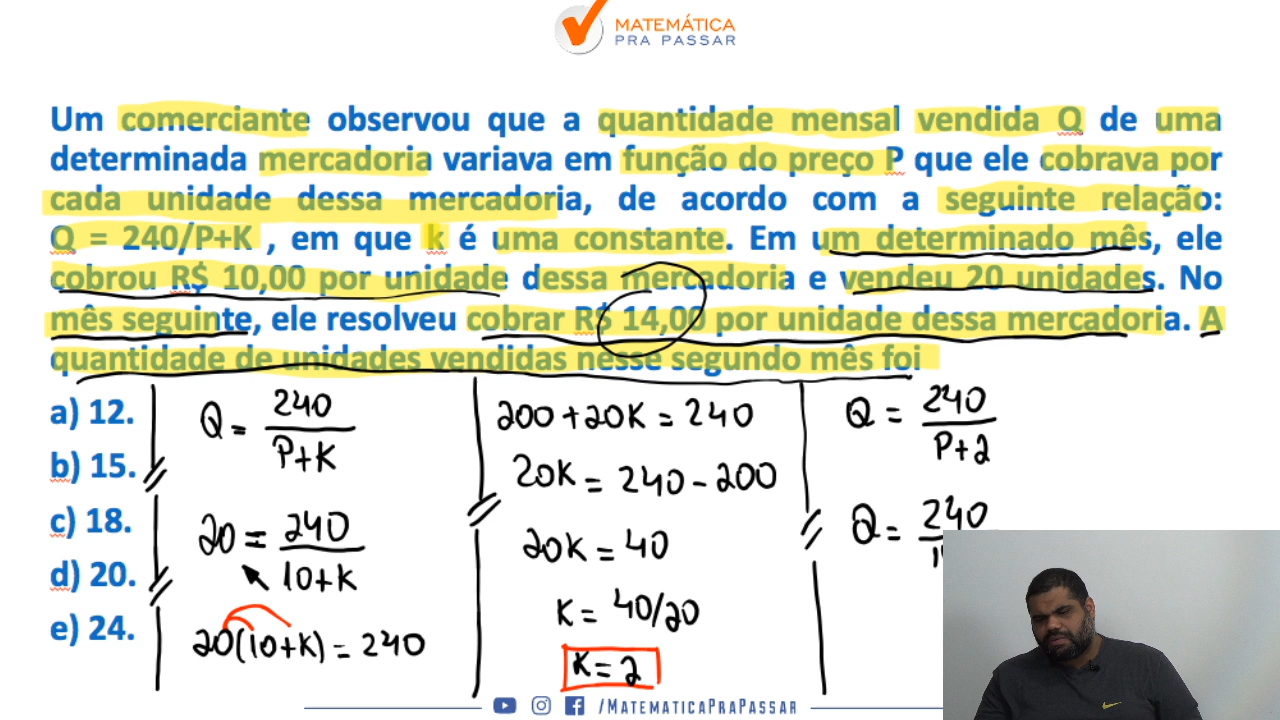 MATEMÁTICA
PRA PASSAR
Um comerciante observou que a quantidade mensal vendida Q de uma
determinada mercadoria variava em função do preço P que ele cobrava por
cada unidade dessa mercadoria, de acordo com a seguinte relação:
Q = 240/P+K , em que k é uma constante. Em um determinado mês, ele
cobrou R$ 10,00 por unidade dessa mercadoria e vendeu 20 unidades. No
mês seguinte, ele resolveu cobrar R$ 14,00 por unidade dessa mercadoria. A
quantidade de unidades vendidas nesse segundo mês foi
a) 12.
b) 15.
c) 18.
d) 20.
e) 24.
Q = 240
P+K
20 = 240
10+K
20(10+K) = 240
200 + 20K = 240
20K = 240 - 200
20K = 40
K = 40/20
K = 2
Q = 240
P+2
Q = 240
/MATEMATICAPRAPASSAR